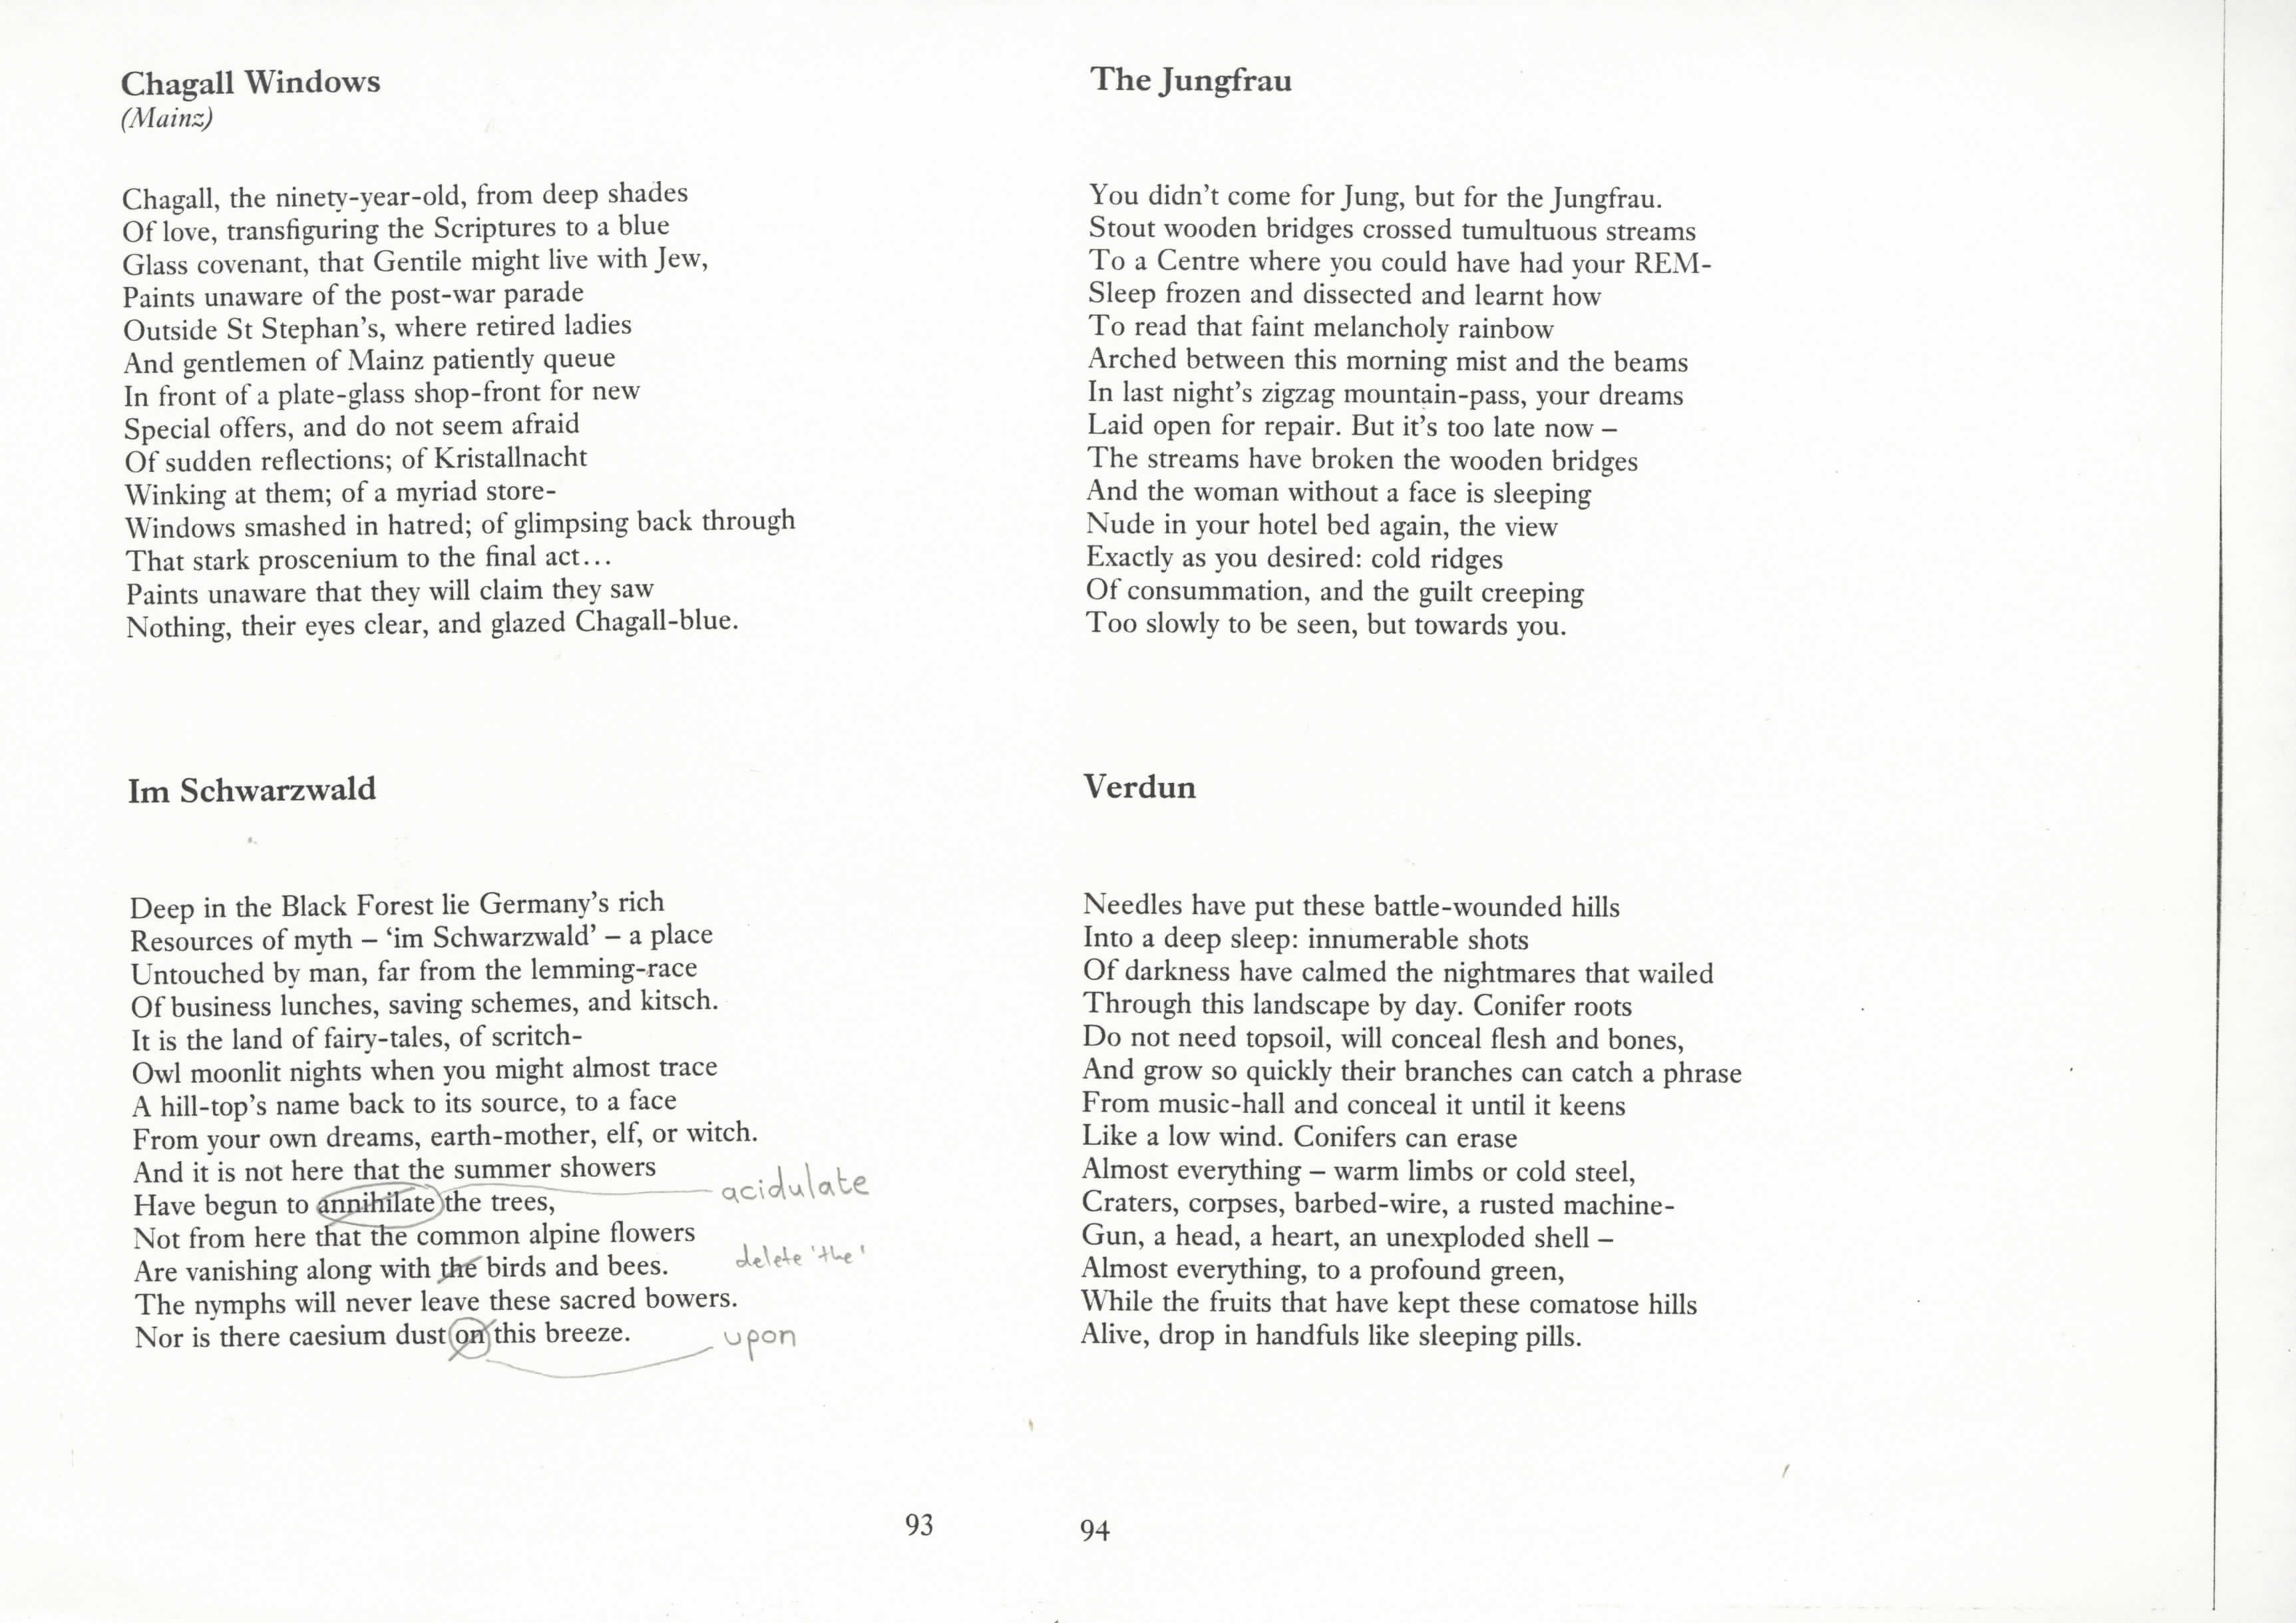 Chagall Windows
(Mainz)
Chagall, the ninety-year-old, from deep shades
Of love, transfiguring the Scriptures to a blue
Glass covenant, that Gentile might live with Jew,
Paints unaware of the post-war parade
Outside St Stephan's, where retired ladies
And gentlemen of Mainz patiently queue
In front of a plate-glass shop-front for new
Special offers, and do not seem afraid
Of sudden reflections; of Kristallnacht
Winking at them; of a myriad store-
Windows smashed in hatred; of glimpsing back through
That stark proscenium to the final act...
Paints unaware that they will claim they saw
Nothing, their eyes clear, and glazed Chagall-blue.
Im Schwarzwald
Deep in the Black Forest lie Germany's rich
Resources of myth – 'im Schwarzwald' – a place
Untouched by man, far from the lemming-race
Of business lunches, saving schemes, and kitsch.
It is the land of fairy-tales, of scritch-
Owl moonlit nights when you might almost trace
A hill-top's name back to its source, to a face
From your own dreams, earth-mother, elf, or witch.
And it is not here that the summer showers
Have begun to annihilate the trees, acidulate
Not from here that the common alpine flowers
Are vanishing along with the birds and bees. delete 'the'
The nymphs will never leave these sacred bowers.
Nor is there caesium dust on this breeze. upon
93
The Jungfrau
You didn't come for Jung, but for the Jungfrau.
Stout wooden bridges crossed tumultuous streams
To a Centre where you could have had your REM-
Sleep frozen and dissected and learnt how
To read that faint melancholy rainbow
Arched between this morning mist and the beams
In last night's zigzag mountain-pass, your dreams
Laid open for repair. But it's too late now –
The streams have broken the wooden bridges
And the woman without a face is sleeping
Nude in your hotel bed again, the view
Exactly as you desired: cold ridges
Of consummation, and the guilt creeping
Too slowly to be seen, but towards you.
Verdun
Needles have put these battle-wounded hills
Into a deep sleep: innumerable shots
Of darkness have calmed the nightmares that wailed
Through this landscape by day. Conifer roots
Do not need topsoil, will conceal flesh and bones,
And grow so quickly their branches can catch a phrase
From music-hall and conceal it until it keens
Like a low wind. Conifers can erase
Almost everything – warm limbs or cold steel,
Craters, corpses, barbed-wire, a rusted machine-
Gun, a head, a heart, an unexploded shell –
Almost everything, to a profound green,
While the fruits that have kept these comatose hills
Alive, drop in handfuls like sleeping pills.
94